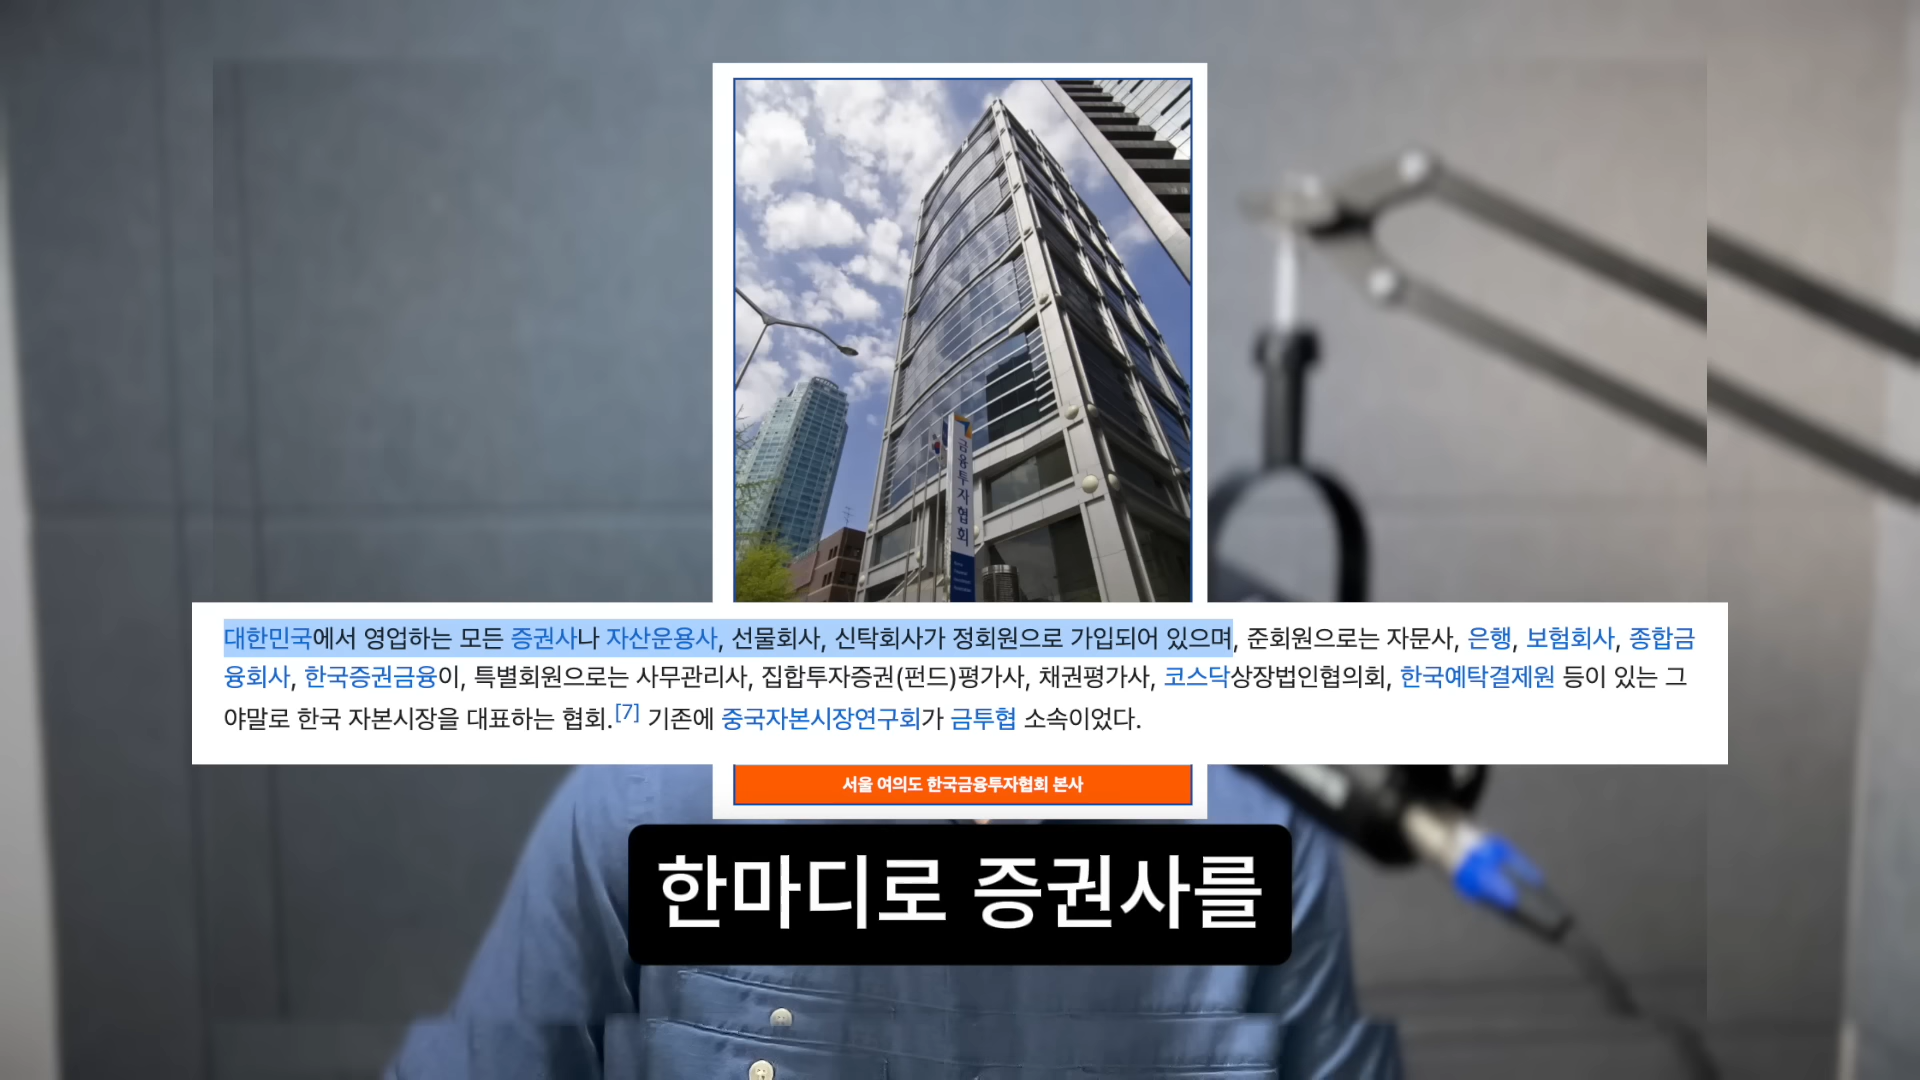 금융투자협회
대한민국에서 영업하는 모든 증권사나 자산운용사, 선물회사, 신탁회사가 정회원으로 가입되어 있으며, 준회원으로는 자문사, 은행, 보험회사, 종합금
융회사, 한국증권금융이, 특별회원으로는 사무관리사, 집합투자증권(펀드)평가사, 채권평가사, 코스닥상장법인협의회, 한국예탁결제원 등이 있는 그
야말로 한국 자본시장을 대표하는 협회.[7] 기존에 중국자본시장연구회가 금투협 소속이었다.
서울 여의도 한국금융투자협회 본사
한마디로 증권사를